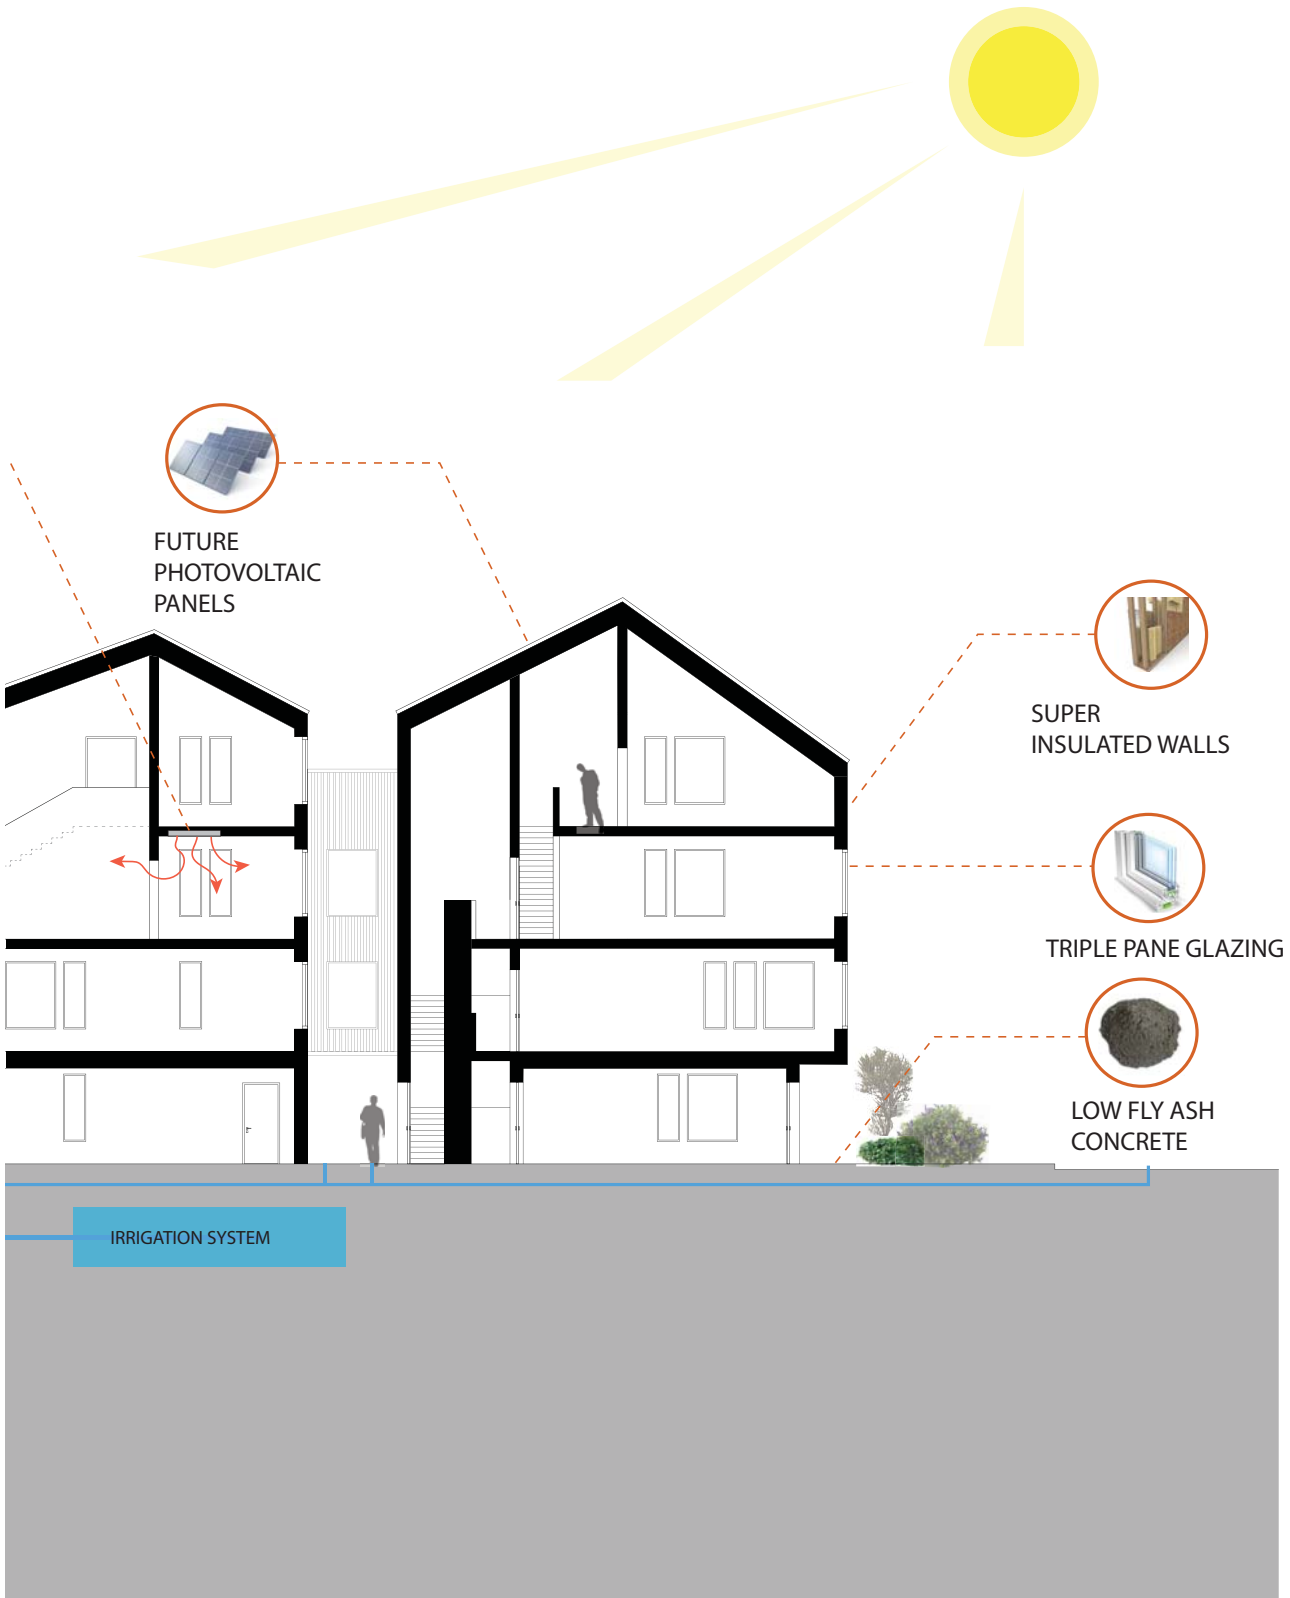 FUTURE
PHOTOVOLTAIC
PANELS
SUPER
INSULATED WALLS
TRIPLE PANE GLAZING
LOW FLY ASH
CONCRETE
IRRIGATION SYSTEM